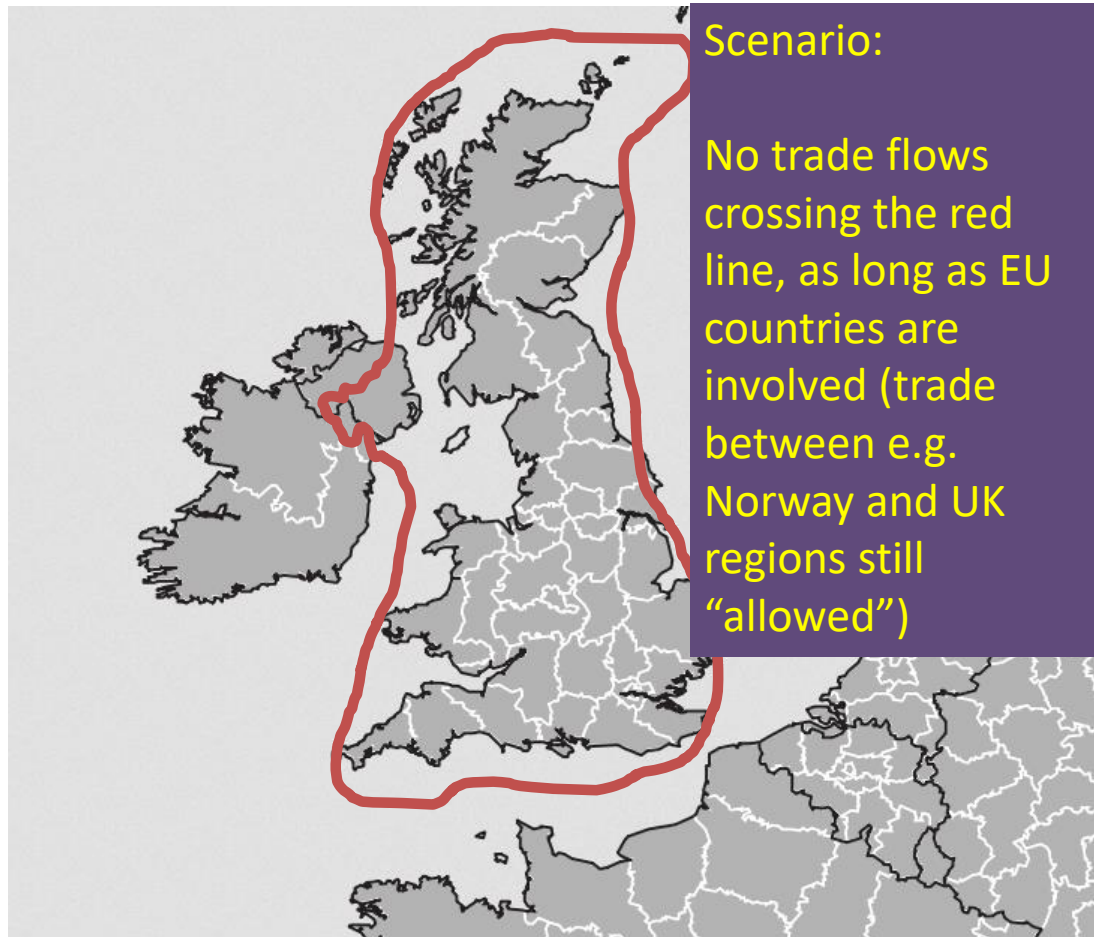 Scenario:
No trade flows
crossing the red
line, as long as EU
countries are
involved (trade
between e.g.
Norway and UK
regions still
“allowed”)